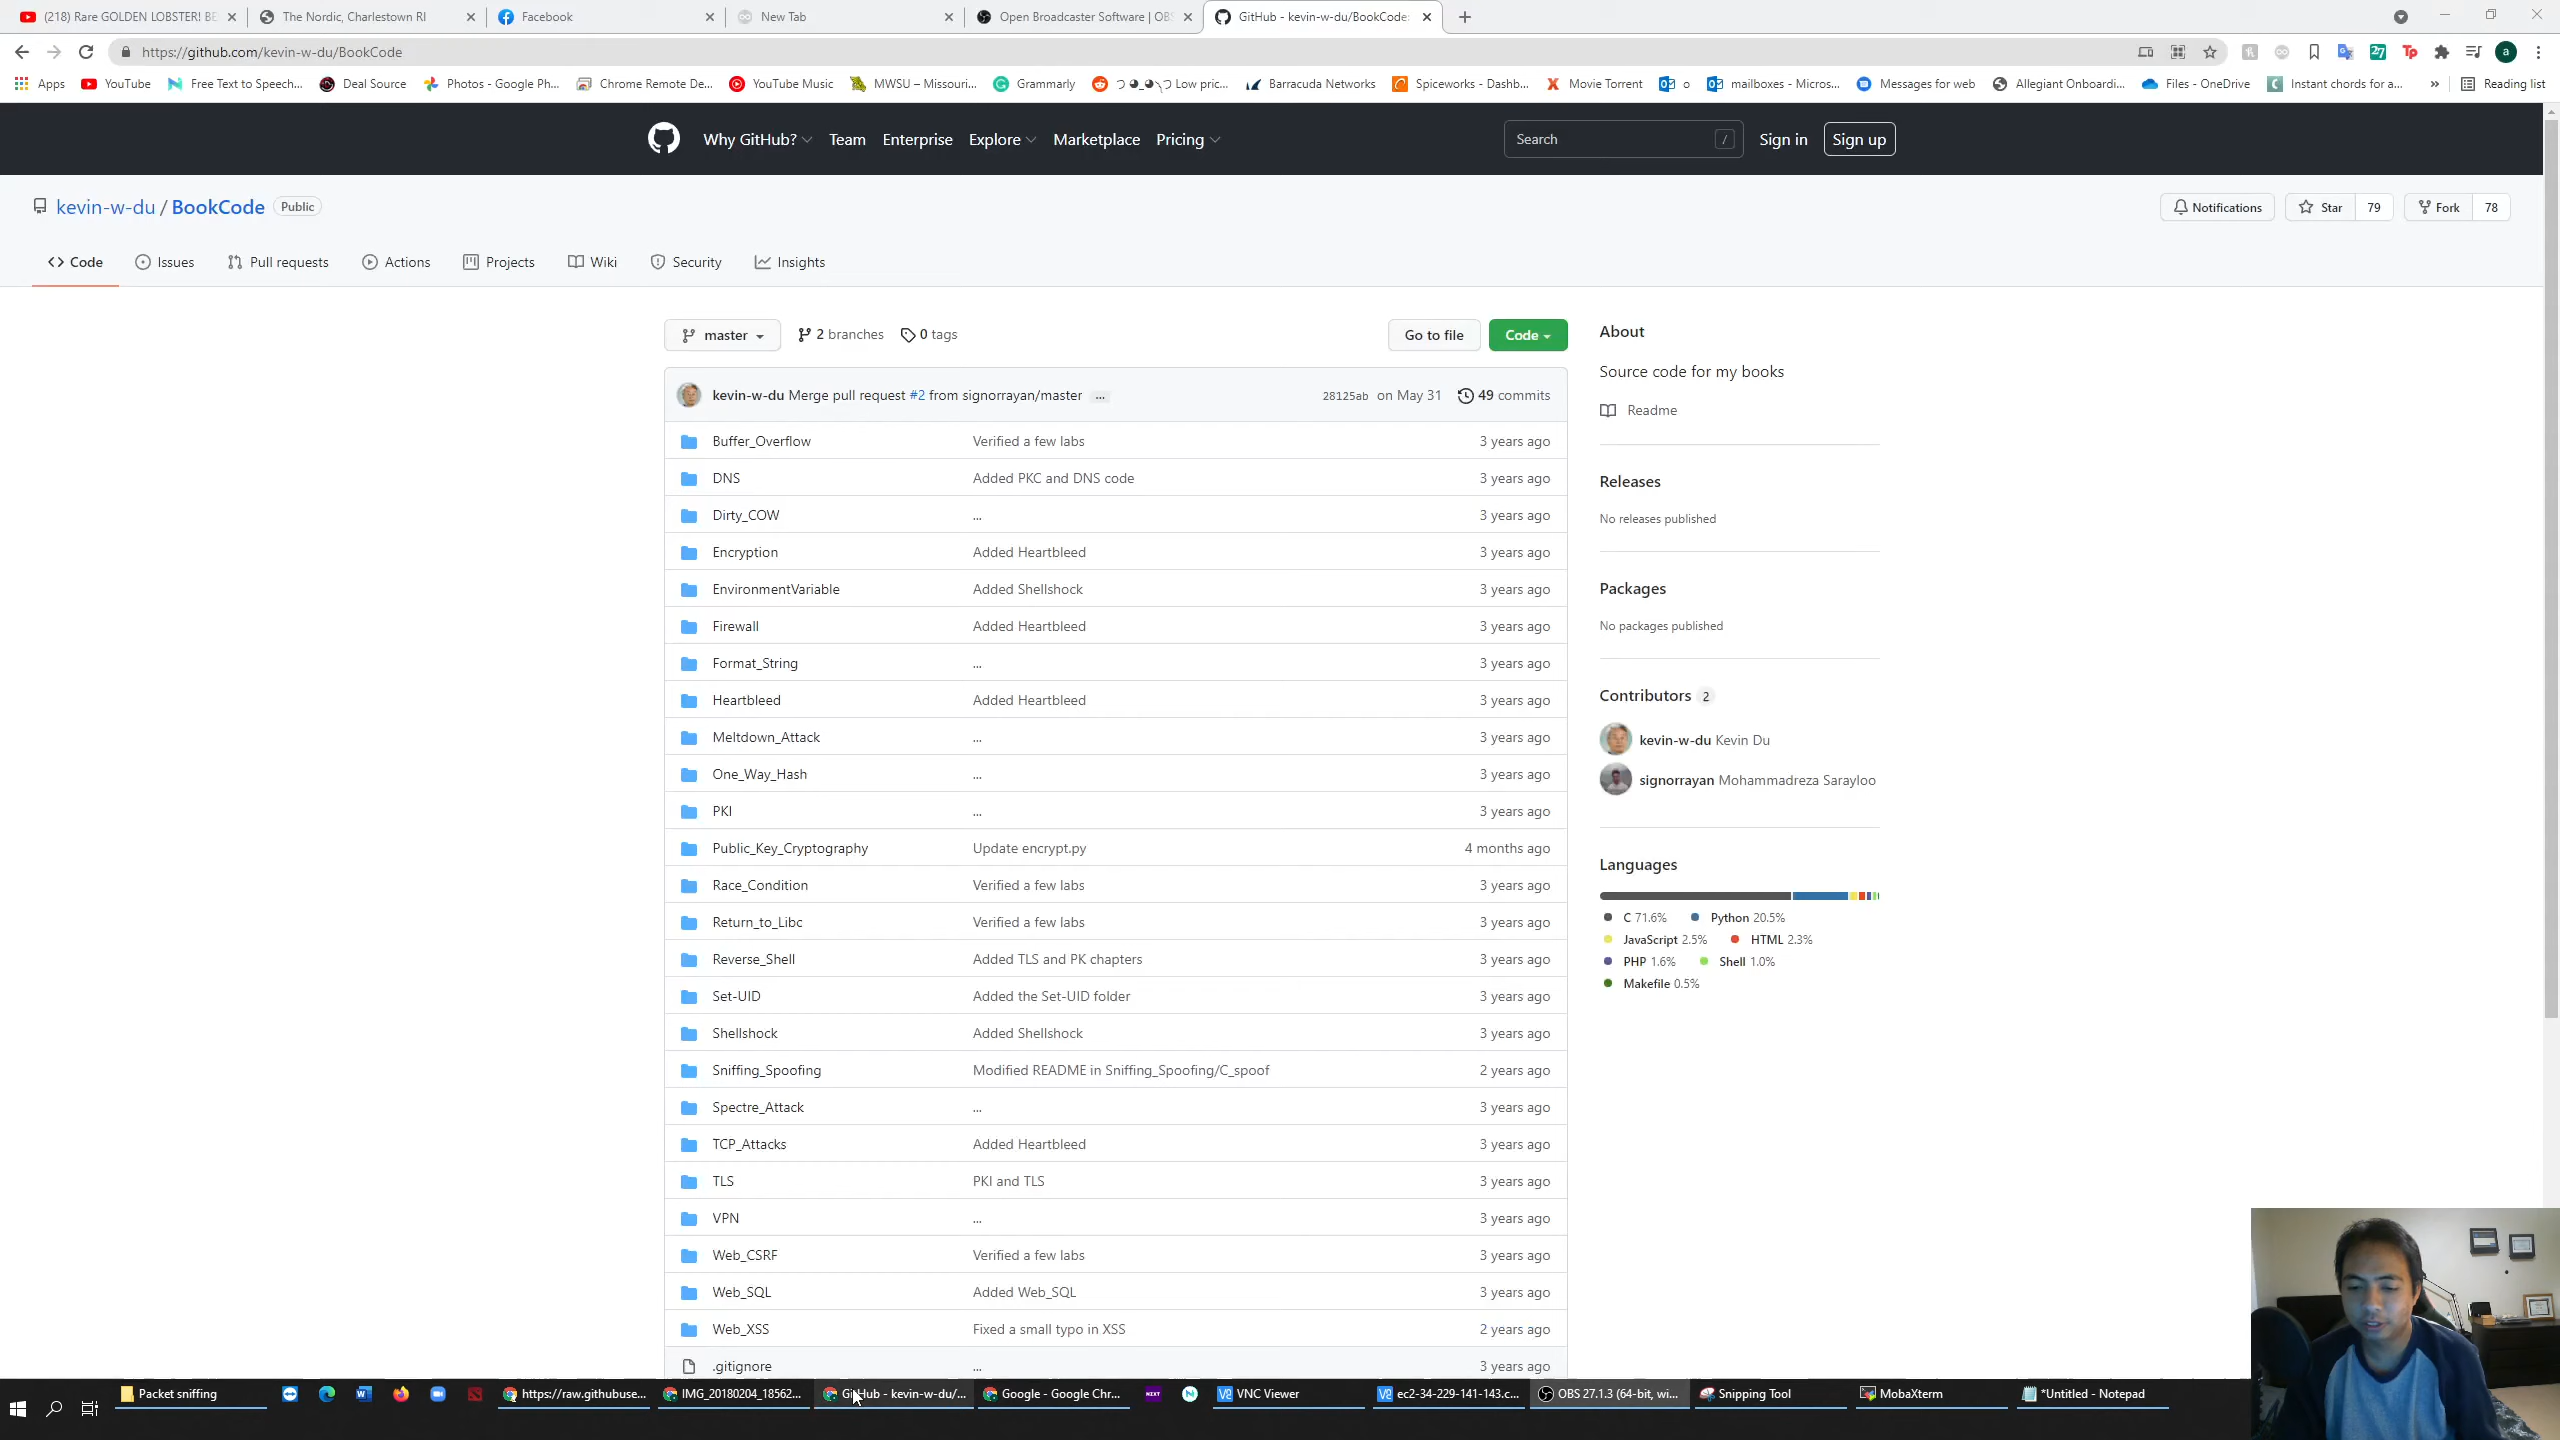 (218) Rare GOLDEN LOBSTER! BE
The Nordic, Charlestown RI
Facebook
New Tab
Open Broadcaster Software | OBS
GitHub - kevin-w-du/BookCode:
https://github.com/kevin-w-du/BookCode
Apps
YouTube
Free Text to Speech...
Deal Source
Photos - Google Ph...
Chrome Remote De...
YouTube Music
MWSU – Missouri...
Grammarly
Low pric...
Barracuda Networks
Spiceworks - Dashb...
Movie Torrent
o
mailboxes - Micros...
Messages for web
Allegiant Onboardi...
Files - OneDrive
Instant chords for a...
»
Reading list
Why GitHub?
Team
Enterprise
Explore
Marketplace
Pricing
Search
/
Sign in
Sign up
kevin-w-du / BookCode Public
Notifications
Star 79
Fork 78
Code
Issues
Pull requests
Actions
Projects
Wiki
Security
Insights
master
2 branches
0 tags
Go to file
Code
kevin-w-du Merge pull request #2 from signorrayan/master ... 28125ab on May 31 49 commits
Buffer_Overflow Verified a few labs 3 years ago
DNS Added PKC and DNS code 3 years ago
Dirty_COW ... 3 years ago
Encryption Added Heartbleed 3 years ago
EnvironmentVariable Added Shellshock 3 years ago
Firewall Added Heartbleed 3 years ago
Format_String ... 3 years ago
Heartbleed Added Heartbleed 3 years ago
Meltdown_Attack ... 3 years ago
One_Way_Hash ... 3 years ago
PKI ... 3 years ago
Public_Key_Cryptography Update encrypt.py 4 months ago
Race_Condition Verified a few labs 3 years ago
Return_to_Libc Verified a few labs 3 years ago
Reverse_Shell Added TLS and PK chapters 3 years ago
Set-UID Added the Set-UID folder 3 years ago
Shellshock Added Shellshock 3 years ago
Sniffing_Spoofing Modified README in Sniffing_Spoofing/C_spoof 2 years ago
Spectre_Attack ... 3 years ago
TCP_Attacks Added Heartbleed 3 years ago
TLS PKI and TLS 3 years ago
VPN ... 3 years ago
Web_CSRF Verified a few labs 3 years ago
Web_SQL Added Web_SQL 3 years ago
Web_XSS Fixed a small typo in XSS 2 years ago
.gitignore ... 3 years ago
About
Source code for my books
Readme
Releases
No releases published
Packages
No packages published
Contributors 2
kevin-w-du Kevin Du
signorrayan Mohammadreza Sarayloo
Languages
C 71.6% Python 20.5%
JavaScript 2.5% HTML 2.3%
PHP 1.6% Shell 1.0%
Makefile 0.5%
Packet sniffing
https://raw.githubuse...
IMG_20180204_18562...
GitHub - kevin-w-du/...
Google - Google Chr...
VNC Viewer
ec2-34-229-141-143.c...
OBS 27.1.3 (64-bit, wi...
Snipping Tool
MobaXterm
*Untitled - Notepad